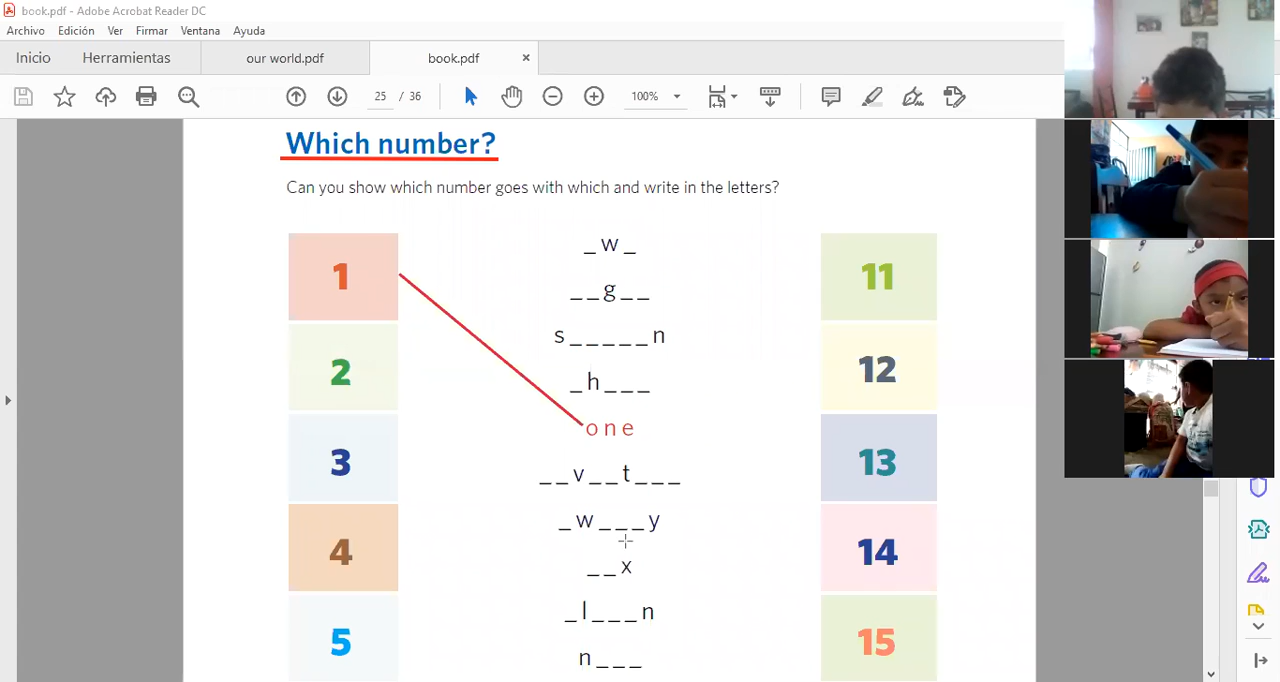 book.pdf - Adobe Acrobat Reader DC
Archivo Edición Ver Firmar Ventana Ayuda
Inicio Herramientas our world.pdf book.pdf ×
25 / 36 100%
Which number?
Can you show which number goes with which and write in the letters?
_ w _
1 _ _ g _ _ 11
s _ _ _ _ _ n
2 _ h _ _ _ 12
o n e
3 _ _ v _ _ t _ _ _ 13
_ w _ _ _ y
4 _ _ x 14
_ l _ _ _ n
5 n _ _ _ 15